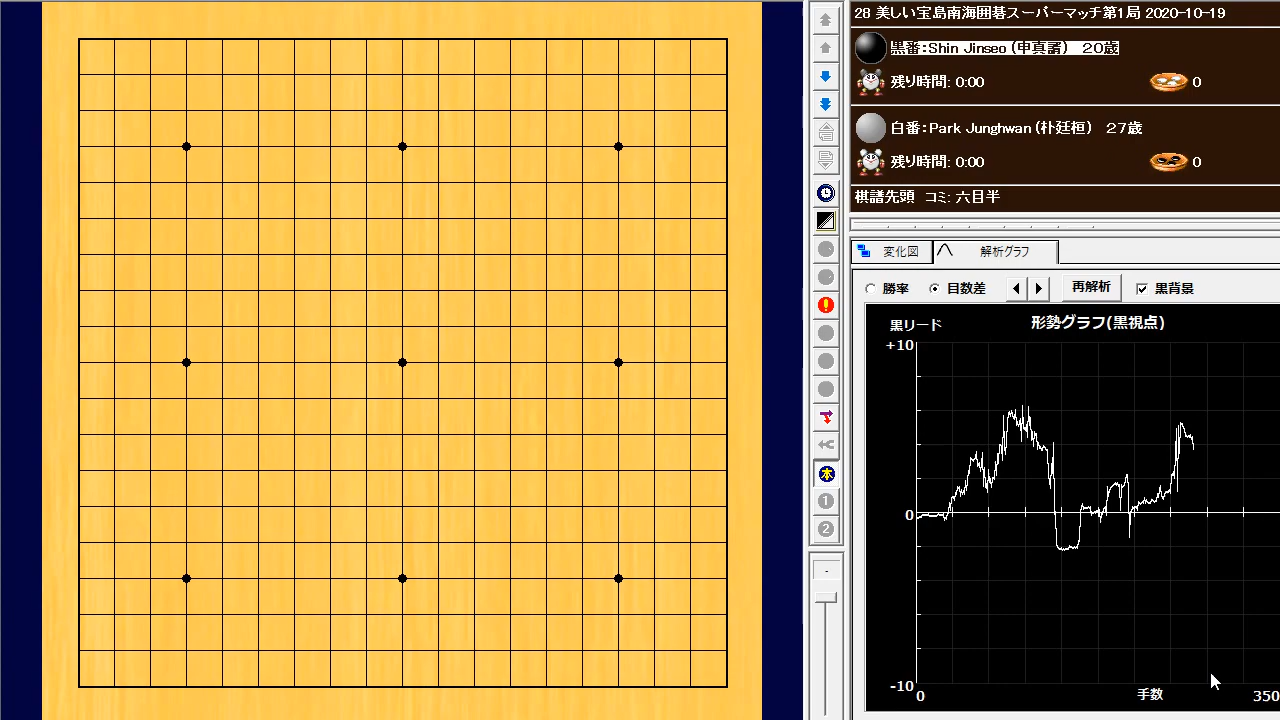 28 美しい宝島南海囲碁スーパーマッチ第1局 2020-10-19
黒番:Shin Jinseo (申真諝) 20歳
残り時間: 0:00 0
白番:Park Junghwan (朴廷桓) 27歳
残り時間: 0:00 0
棋譜先頭 コミ: 六目半
変化図 解析グラフ
勝率 目数差 再解析 黒背景
黒リード 形勢グラフ(黒視点)
+10
0
-10
0 手数 350
1
2
-